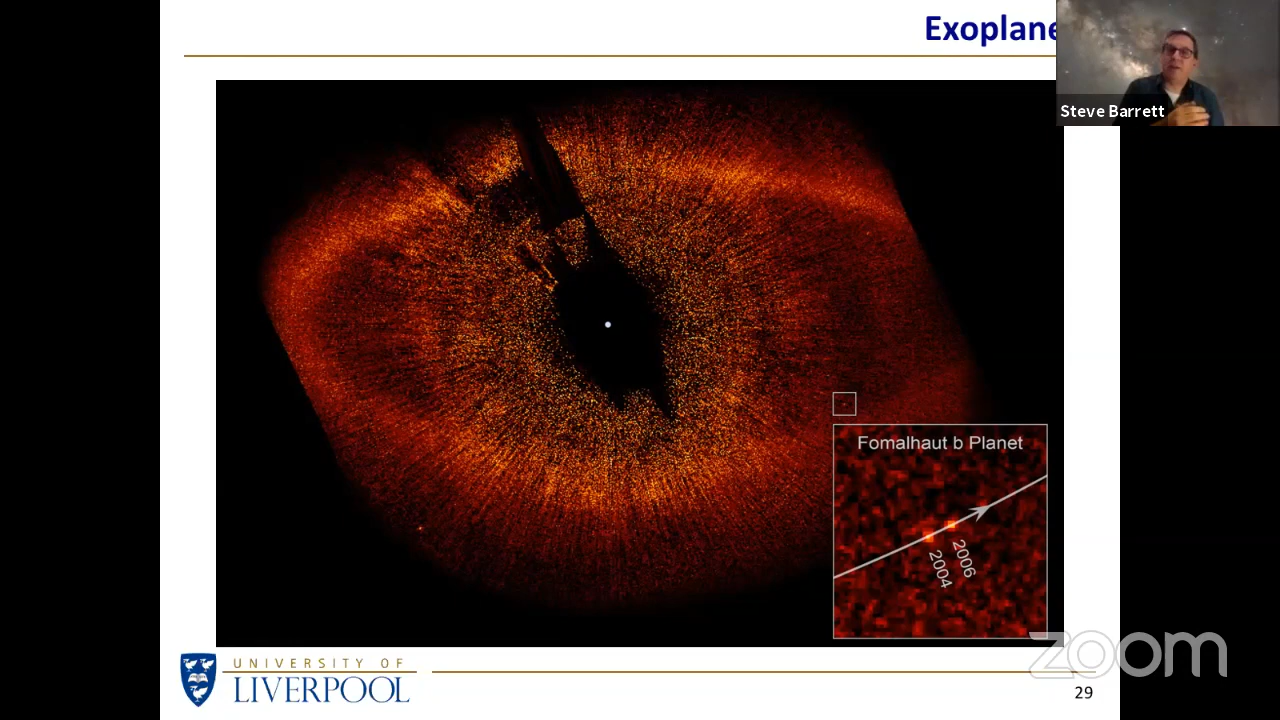 Exoplane
Steve Barrett
Fomalhaut b Planet
2006
2004
UNIVERSITY OF
LIVERPOOL
zoom
29